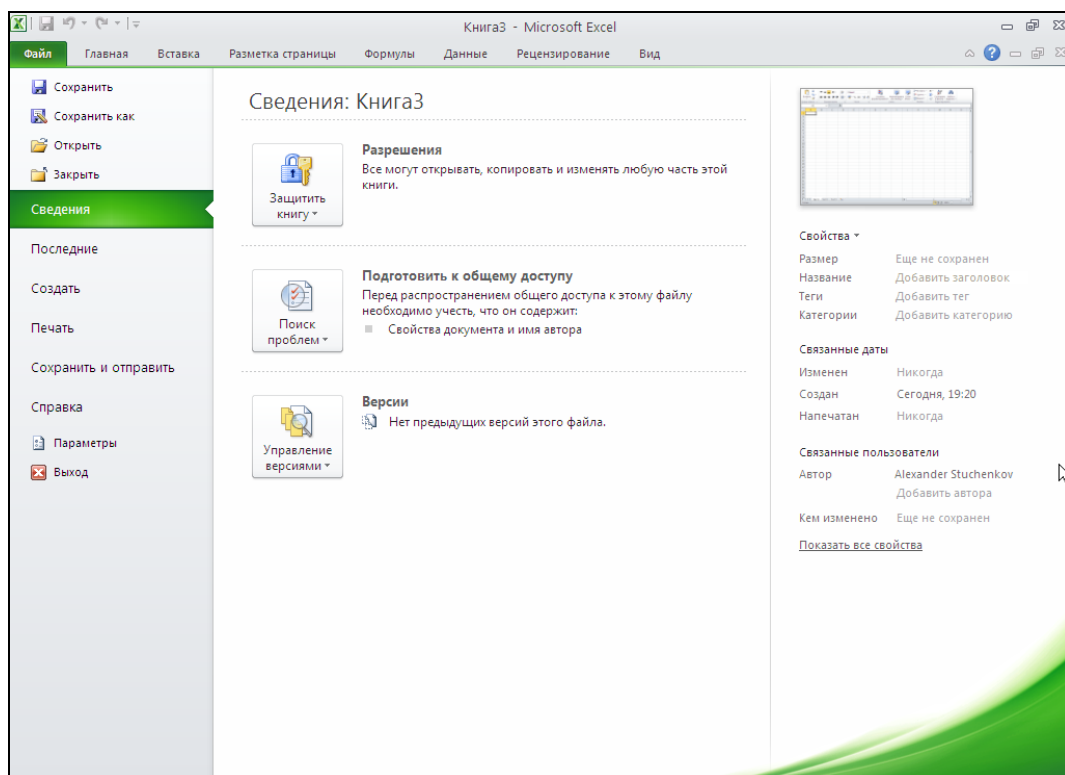 Книга3 - Microsoft Excel
Файл Главная Вставка Разметка страницы Формулы Данные Рецензирование Вид
Сохранить
Сохранить как
Открыть
Закрыть
Сведения
Последние
Создать
Печать
Сохранить и отправить
Справка
Параметры
Выход
Сведения: Книга3
Защитить
книгу
Разрешения
Все могут открывать, копировать и изменять любую часть этой
книги.
Поиск
проблем
Подготовить к общему доступу
Перед распространением общего доступа к этому файлу
необходимо учесть, что он содержит:
Свойства документа и имя автора
Управление
версиями
Версии
Нет предыдущих версий этого файла.
Свойства
Размер Еще не сохранен
Название Добавить заголовок
Теги Добавить тег
Категории Добавить категорию
Связанные даты
Изменен Никогда
Создан Сегодня, 19:20
Напечатан Никогда
Связанные пользователи
Автор Alexander Stuchenkov
Добавить автора
Кем изменено Еще не сохранен
Показать все свойства